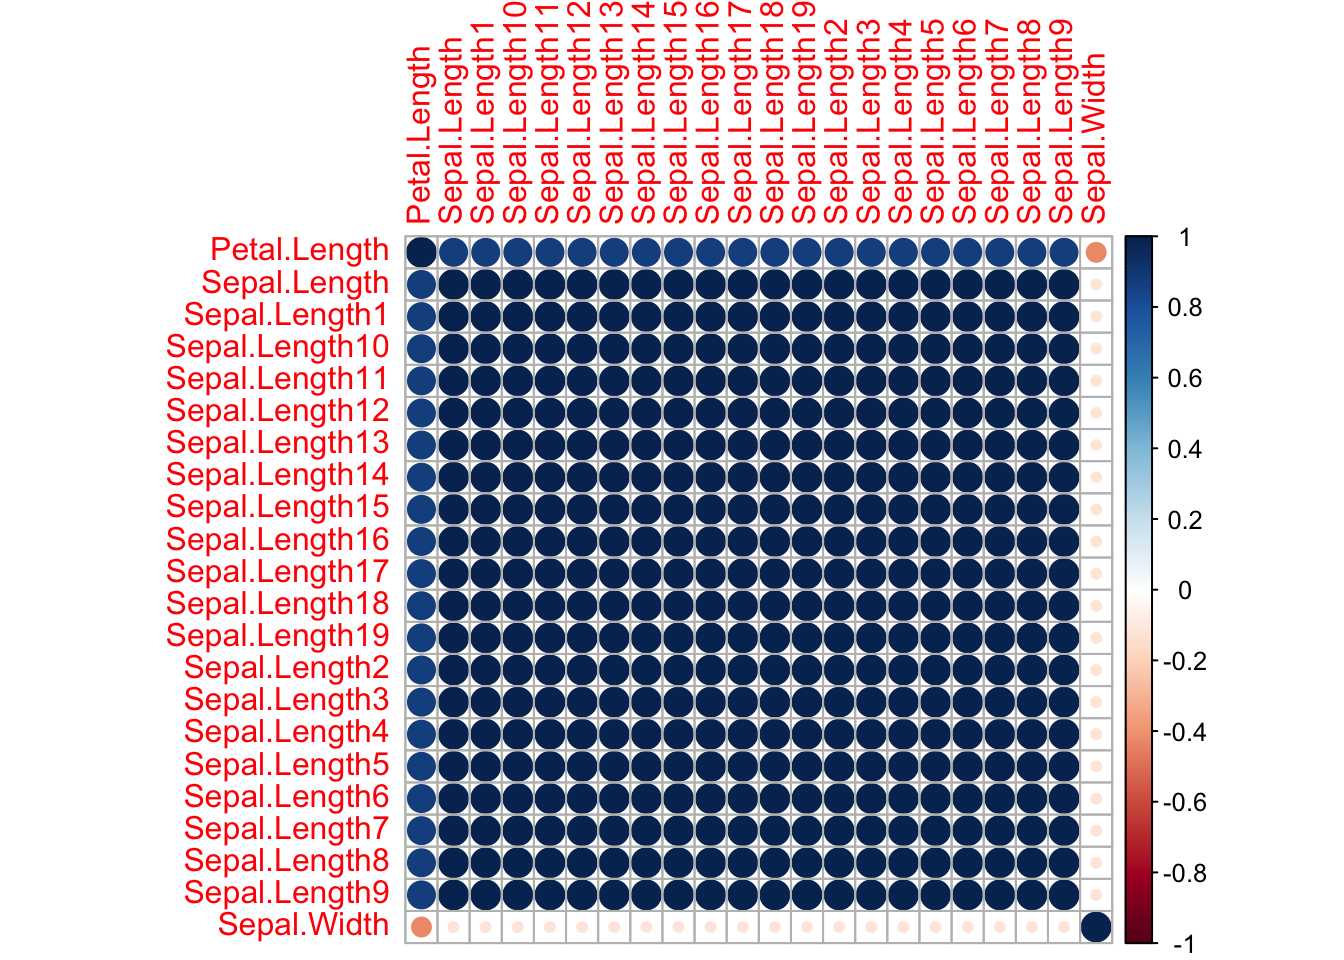 Petal.Length
Sepal.Length
Sepal.Length1
Sepal.Length10
Sepal.Length11
Sepal.Length12
Sepal.Length13
Sepal.Length14
Sepal.Length15
Sepal.Length16
Sepal.Length17
Sepal.Length18
Sepal.Length19
Sepal.Length2
Sepal.Length3
Sepal.Length4
Sepal.Length5
Sepal.Length6
Sepal.Length7
Sepal.Length8
Sepal.Length9
Sepal.Width
Petal.Length
Sepal.Length
Sepal.Length1
Sepal.Length10
Sepal.Length11
Sepal.Length12
Sepal.Length13
Sepal.Length14
Sepal.Length15
Sepal.Length16
Sepal.Length17
Sepal.Length18
Sepal.Length19
Sepal.Length2
Sepal.Length3
Sepal.Length4
Sepal.Length5
Sepal.Length6
Sepal.Length7
Sepal.Length8
Sepal.Length9
Sepal.Width
1
0.8
0.6
0.4
0.2
0
-0.2
-0.4
-0.6
-0.8
-1